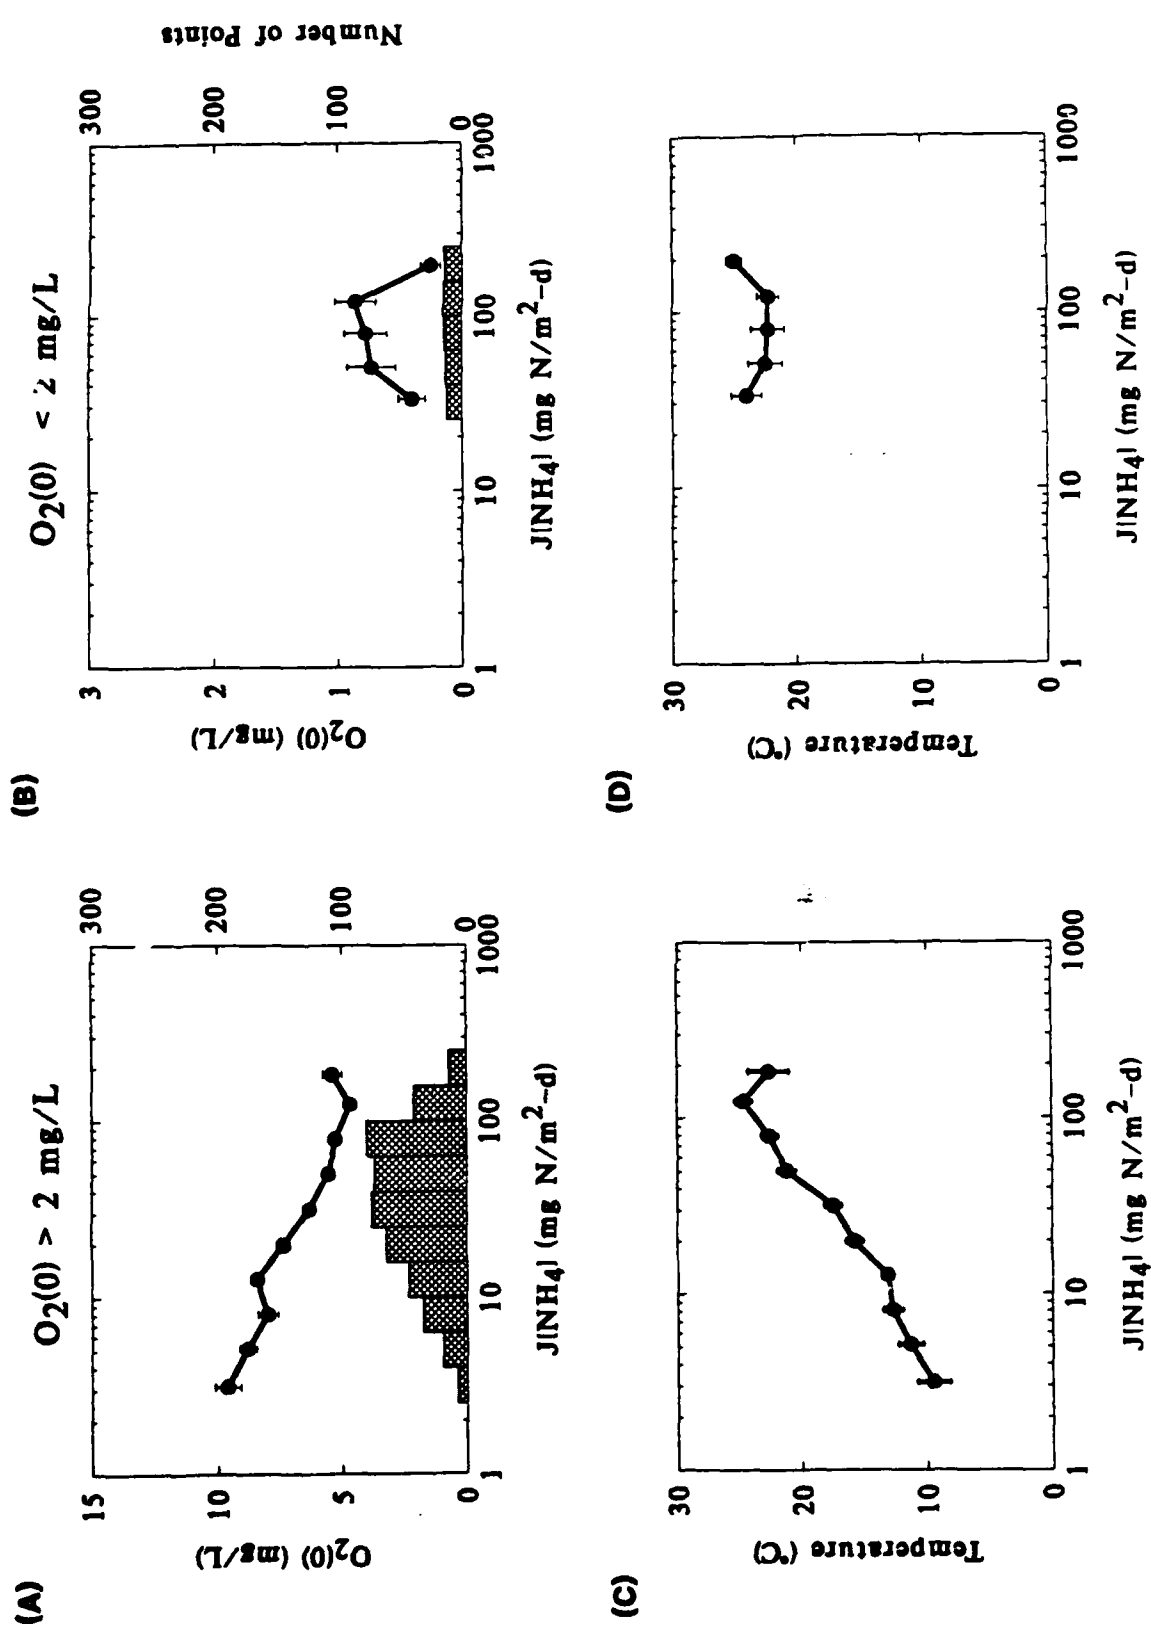 (A)
O2(0) > 2 mg/L
O2(0) (mg/L)
15
10
5
0
300
200
100
0
1
10
100
1000
J[NH4] (mg N/m2-d)
(B)
O2(0) < 2 mg/L
O2(0) (mg/L)
3
2
1
0
300
200
100
0
Number of Points
1
10
100
1000
J[NH4] (mg N/m2-d)
(C)
Temperature (°C)
30
20
10
0
1
10
100
1000
J[NH4] (mg N/m2-d)
(D)
Temperature (°C)
30
20
10
0
1
10
100
1000
J[NH4] (mg N/m2-d)